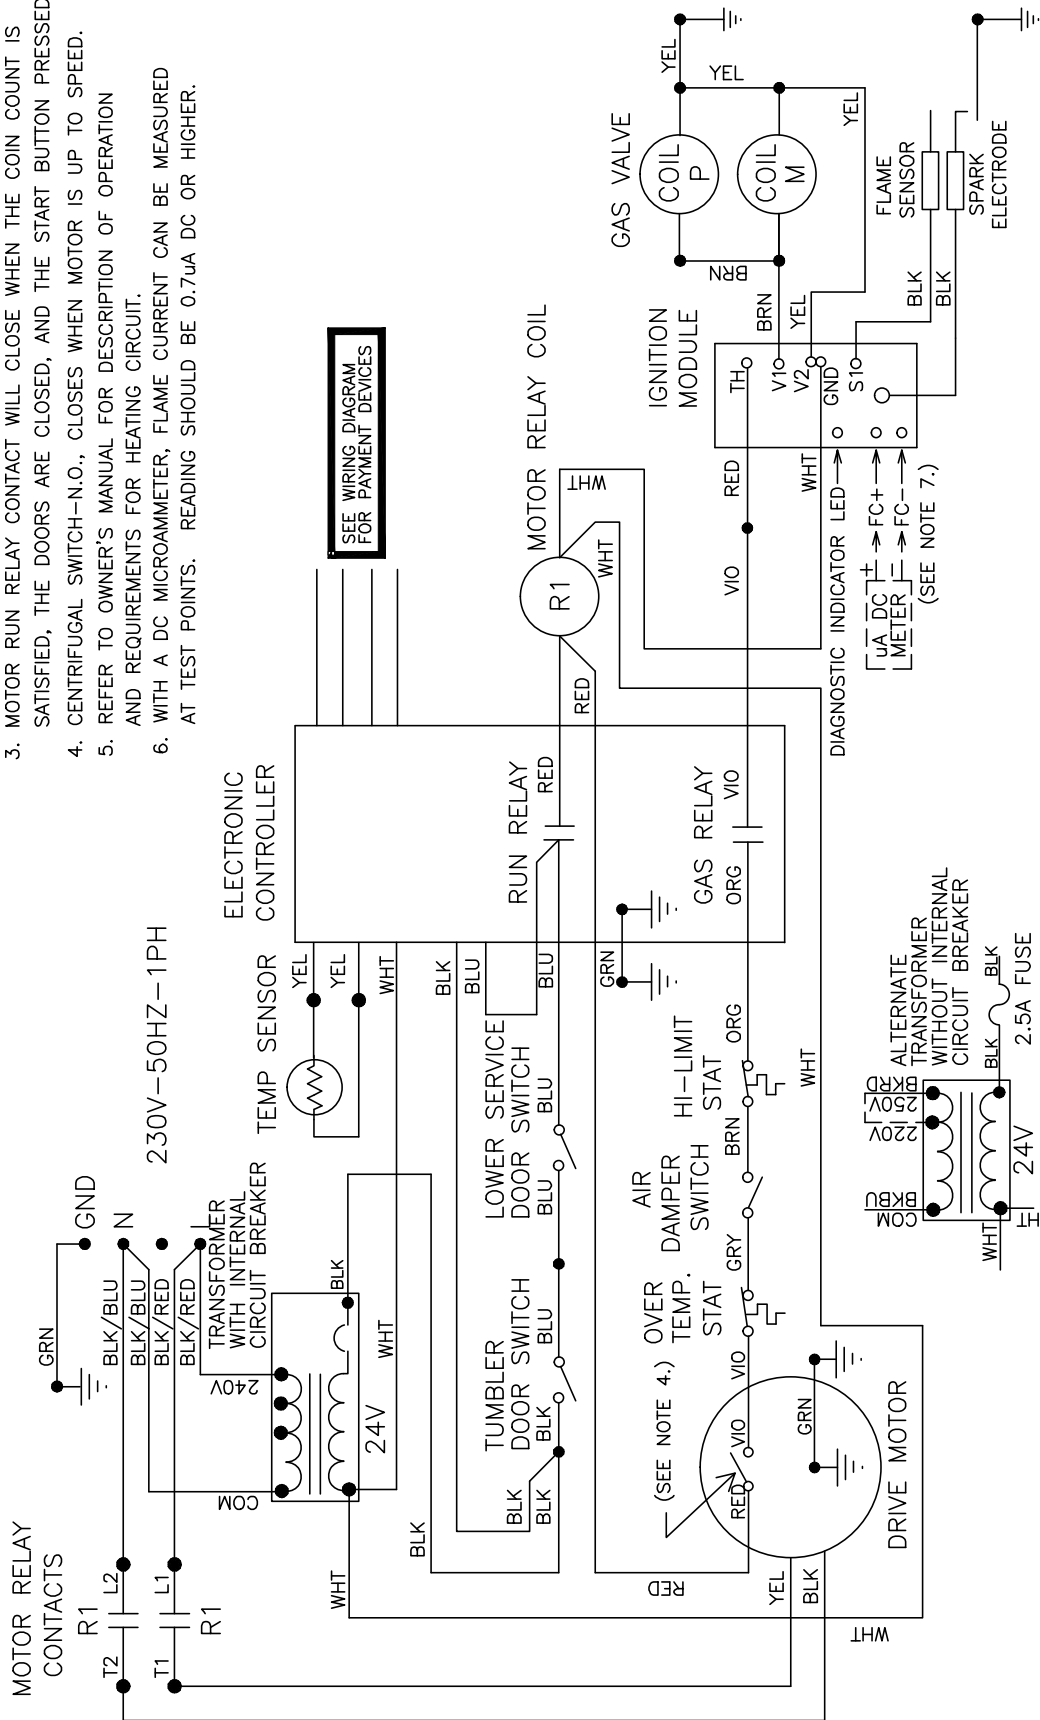 3. MOTOR RUN RELAY CONTACT WILL CLOSE WHEN THE COIN COUNT IS
SATISFIED, THE DOORS ARE CLOSED, AND THE START BUTTON PRESSED
4. CENTRIFUGAL SWITCH-N.O., CLOSES WHEN MOTOR IS UP TO SPEED.
5. REFER TO OWNER'S MANUAL FOR DESCRIPTION OF OPERATION
AND REQUIREMENTS FOR HEATING CIRCUIT.
6. WITH A DC MICROAMMETER, FLAME CURRENT CAN BE MEASURED
AT TEST POINTS. READING SHOULD BE 0.7uA DC OR HIGHER.
MOTOR RELAY
CONTACTS
R1
T2
L2
T1
L1
R1
GRN
GND
N
L
BLK/BLU
BLK/BLU
BLK/RED
BLK/RED
230V-50HZ-1PH
TRANSFORMER
WITH INTERNAL
CIRCUIT BREAKER
240V
COM
24V
BLK
WHT
WHT
BLK
TEMP SENSOR
YEL
YEL
WHT
BLK
BLU
BLU
ELECTRONIC
CONTROLLER
SEE WIRING DIAGRAM
FOR PAYMENT DEVICES
TUMBLER
DOOR SWITCH
BLK
BLU
BLK
BLK
LOWER SERVICE
DOOR SWITCH
BLU
BLU
RUN RELAY
RED
MOTOR RELAY COIL
R1
WHT
WHT
RED
GRN
GAS RELAY
ORG
VIO
VIO
RED
RED
(SEE NOTE 4.)
RED
VIO
VIO
OVER
TEMP.
STAT
GRY
AIR
DAMPER
SWITCH
BRN
HI-LIMIT
STAT
ORG
WHT
GRN
DRIVE MOTOR
YEL
BLK
WHT
IGNITION
MODULE
TH
V1
V2
GND
S1
WHT
BRN
YEL
GAS VALVE
COIL
P
COIL
M
BRN
YEL
YEL
YEL
FLAME
SENSOR
SPARK
ELECTRODE
BLK
BLK
DIAGNOSTIC INDICATOR LED
uA DC
METER
+
-
FC+
FC-
(SEE NOTE 7.)
ALTERNATE
TRANSFORMER
WITHOUT INTERNAL
CIRCUIT BREAKER
COM
BKBU
220V
250V
BKRD
24V
WHT
HT
BLK
BLK
2.5A FUSE